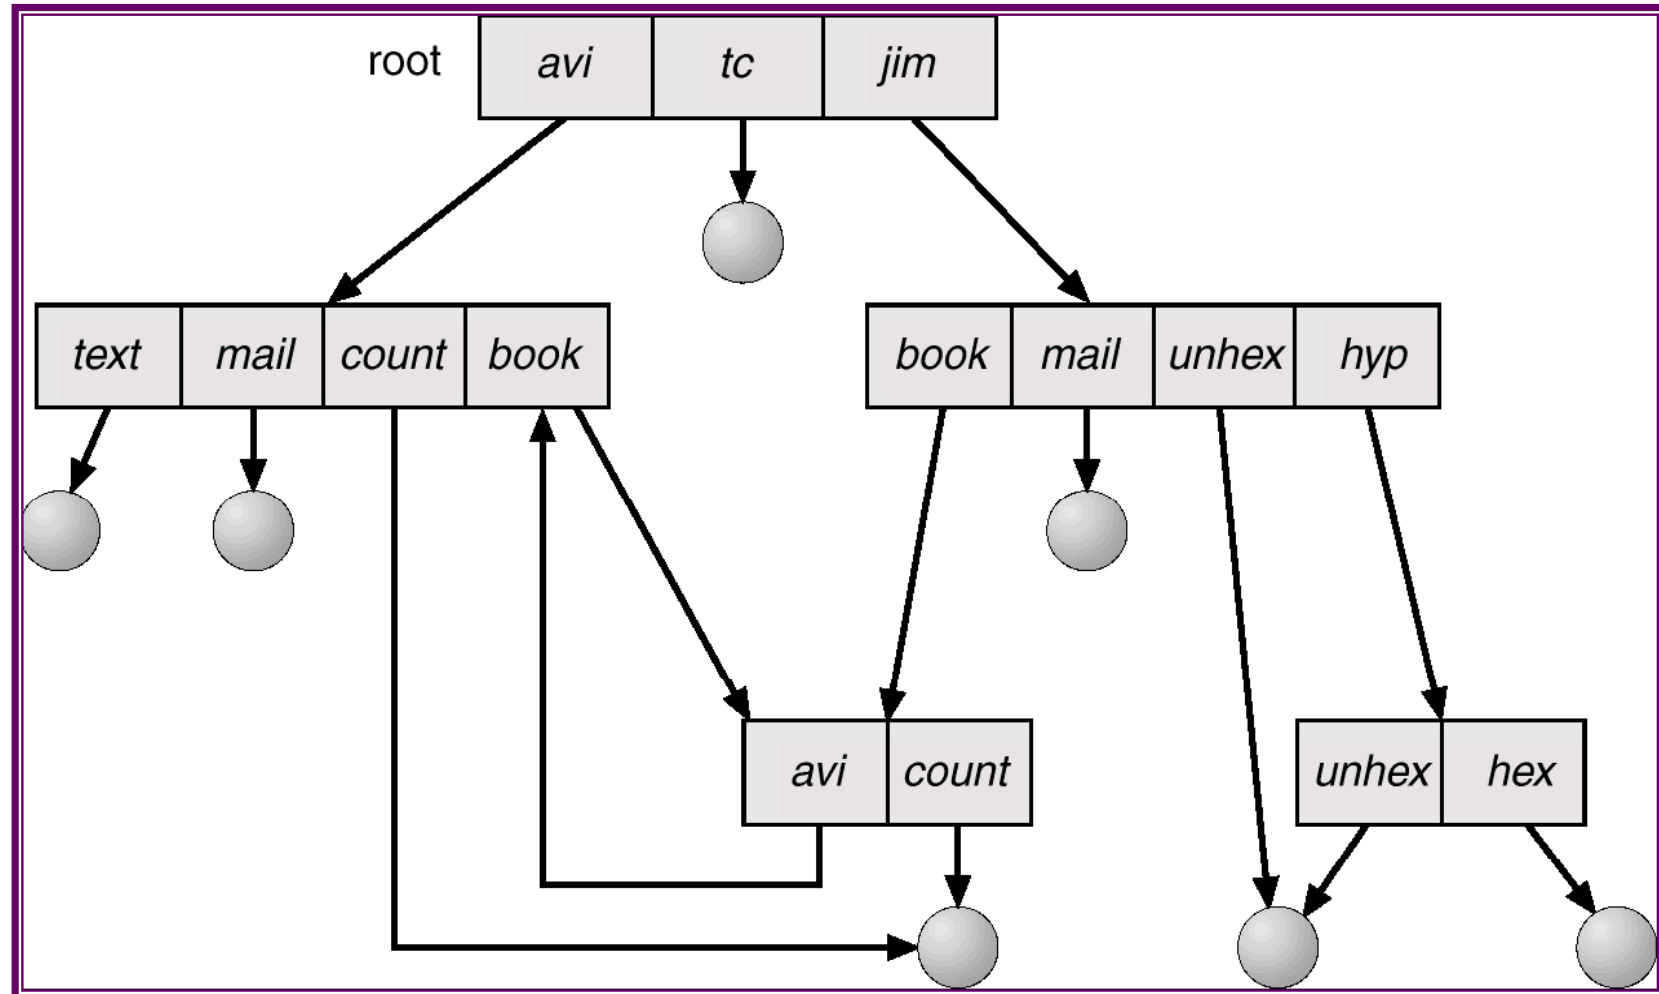 root avi tc jim
text mail count book book mail unhex hyp
avi count unhex hex